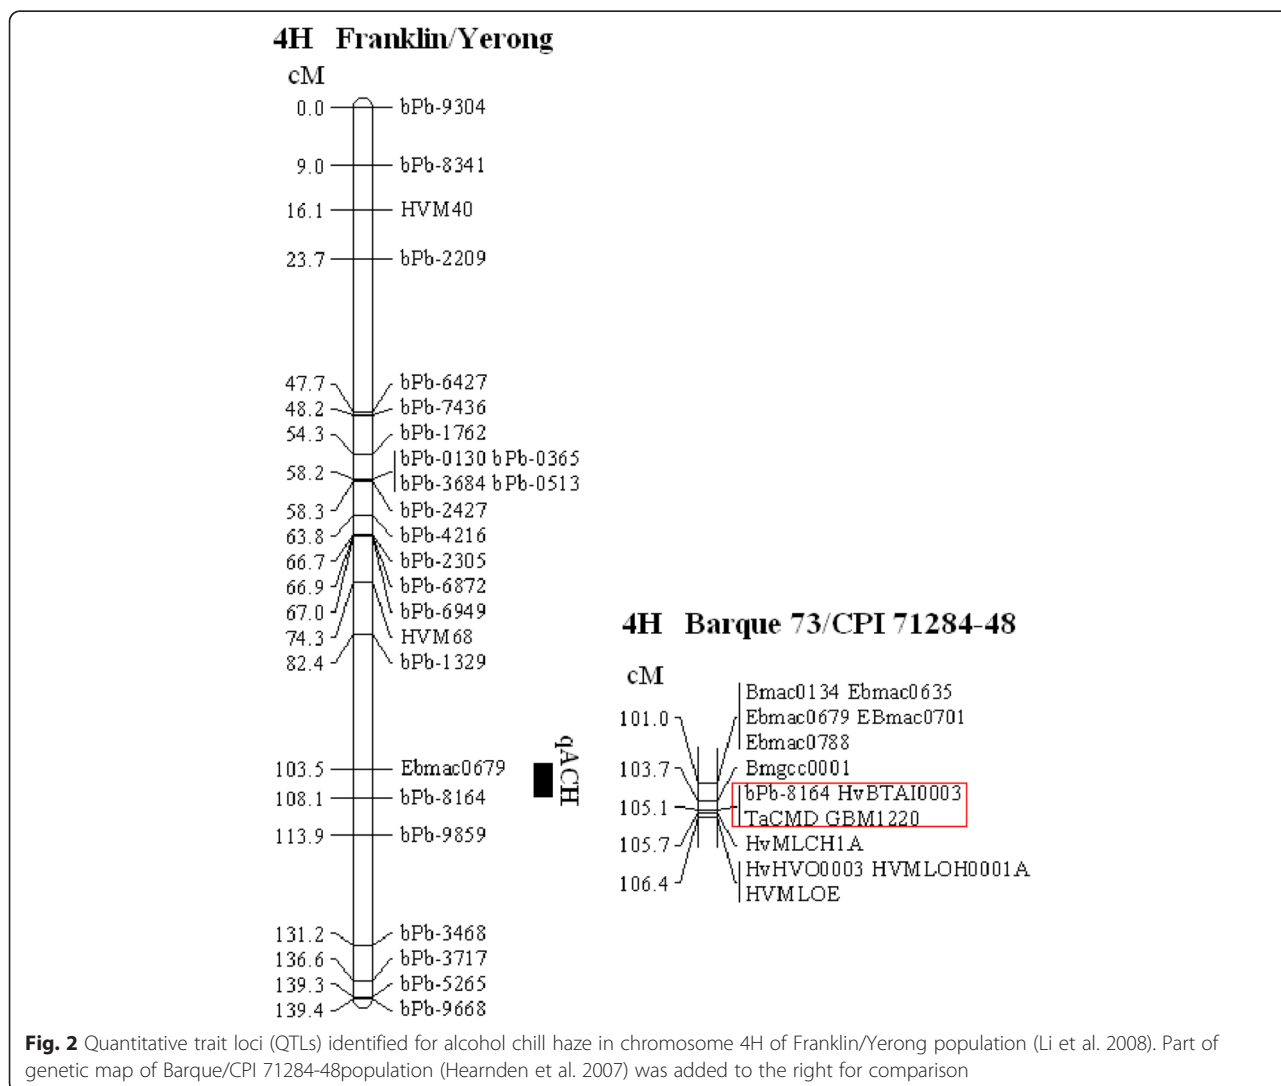 4H Franklin/Yerong
cM
0.0 bPb-9304
9.0 bPb-8341
16.1 HVM40
23.7 bPb-2209
47.7 bPb-6427
48.2 bPb-7436
54.3 bPb-1762
58.2 bPb-0130 bPb-0365
bPb-3684 bPb-0513
58.3 bPb-2427
63.8 bPb-4216
66.7 bPb-2305
66.9 bPb-6872
67.0 bPb-6949
74.3 HVM68
82.4 bPb-1329
103.5 Ebmac0679
108.1 bPb-8164
113.9 bPb-9859
131.2 bPb-3468
136.6 bPb-3717
139.3 bPb-5265
139.4 bPb-9668
qACH
4H Barque 73/CPI 71284-48
cM
101.0 Bmac0134 Ebmac0635
Ebmac0679 EBmac0701
Ebmac0788
103.7 Bmgcc0001
105.1 bPb-8164 HvBTAI0003
TaCMD GBM1220
105.7 HvMLCH1A
106.4 HvHVO0003 HVMLOH0001A
HVMLOE
Fig. 2 Quantitative trait loci (QTLs) identified for alcohol chill haze in chromosome 4H of Franklin/Yerong population (Li et al. 2008). Part of
genetic map of Barque/CPI 71284-48population (Hearnden et al. 2007) was added to the right for comparison